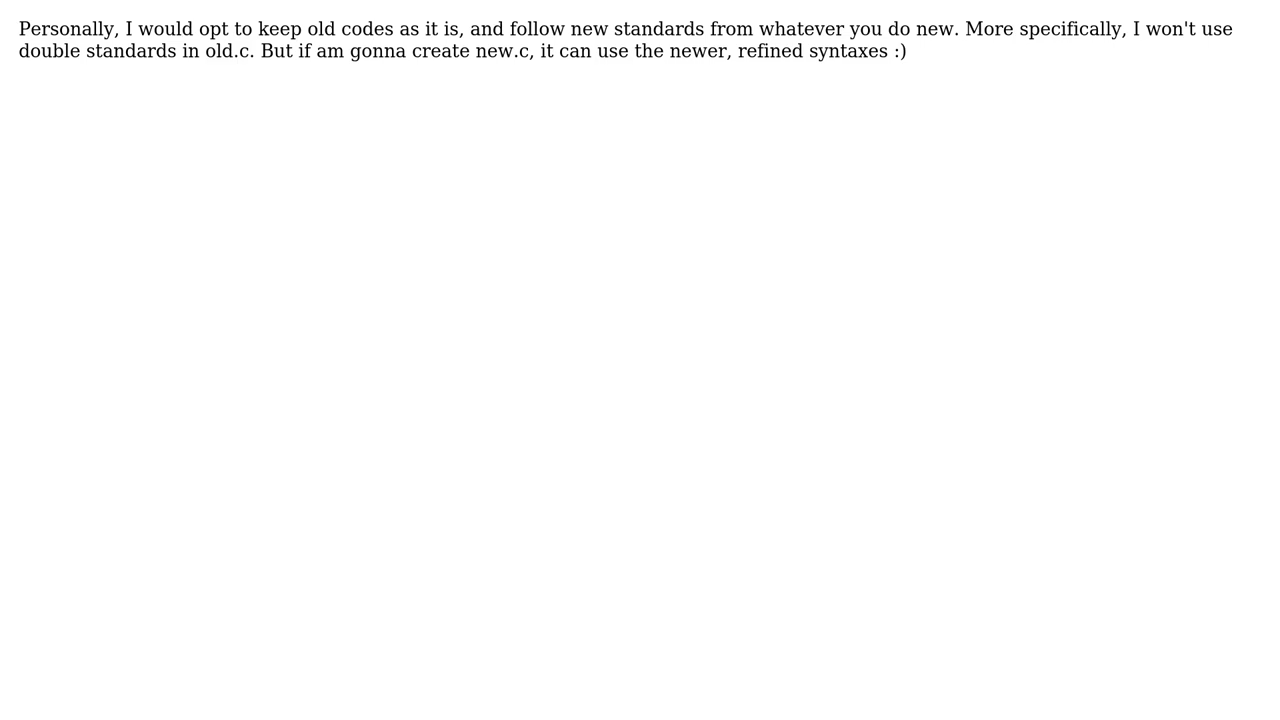 Personally, I would opt to keep old codes as it is, and follow new standards from whatever you do new. More specifically, I won't use
double standards in old.c. But if am gonna create new.c, it can use the newer, refined syntaxes :)